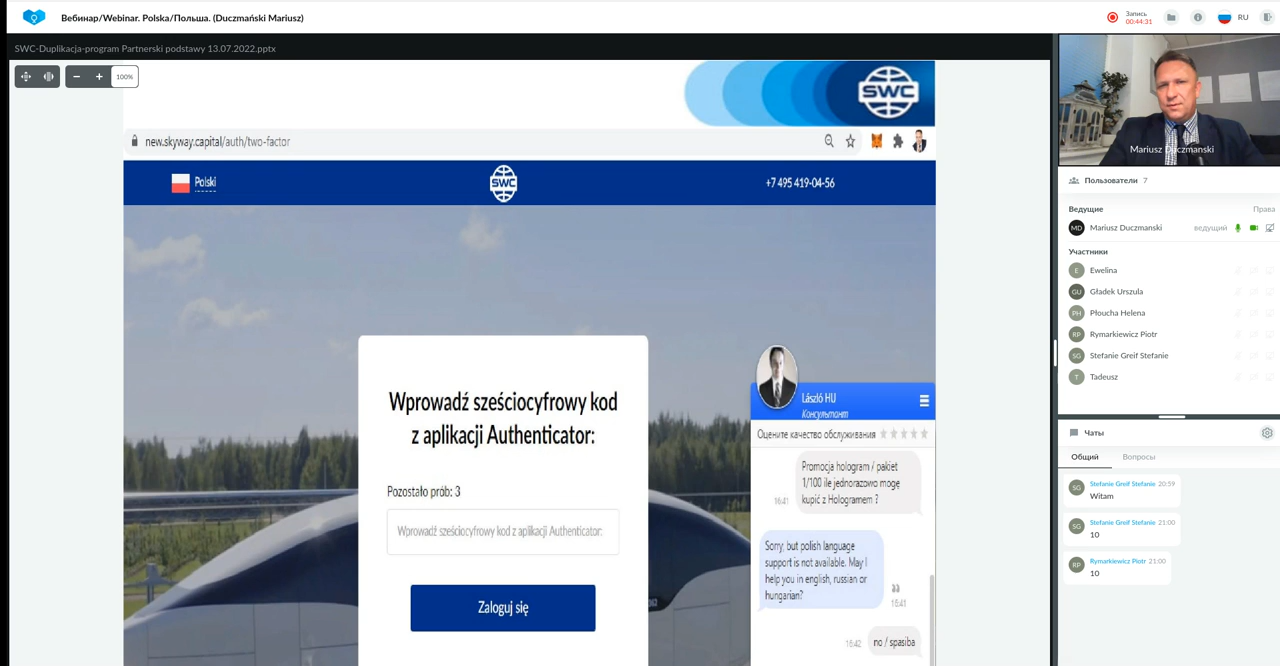 Вебинар/Webinar. Polska/Польша. (Duczmański Mariusz)
Запись
00:44:31
RU
SWC-Duplikacja-program Partnerski podstawy 13.07.2022.pptx
100%
SWC
new.skyway.capital/auth/two-factor
Polski
SWC
+7 495 419-04-56
Wprowadź sześciocyfrowy kod
z aplikacji Authenticator:
Pozostało prób: 3
Wprowadź sześciocyfrowy kod z aplikacji Authenticator:
Zaloguj się
László HU
Консультант
Оцените качество обслуживания
Promocja hologram / pakiet
1/100 ile jednorazowo mogę
kupić z Hologramem ?
16:41
Sorry, but polish language
support is not available. May I
help you in english, russian or
hungarian?
16:41
16:42
no / spasiba
Mariusz Duczmanski
Пользователи 7
Ведущие
Права
MD
Mariusz Duczmanski
ведущий
Участники
E
Ewelina
GU
Gładek Urszula
PH
Płoucha Helena
RP
Rymarkiewicz Piotr
SG
Stefanie Greif Stefanie
T
Tadeusz
Чаты
Общий
Вопросы
SG
Stefanie Greif Stefanie 20:59
Witam
SG
Stefanie Greif Stefanie 21:00
10
RP
Rymarkiewicz Piotr 21:00
10